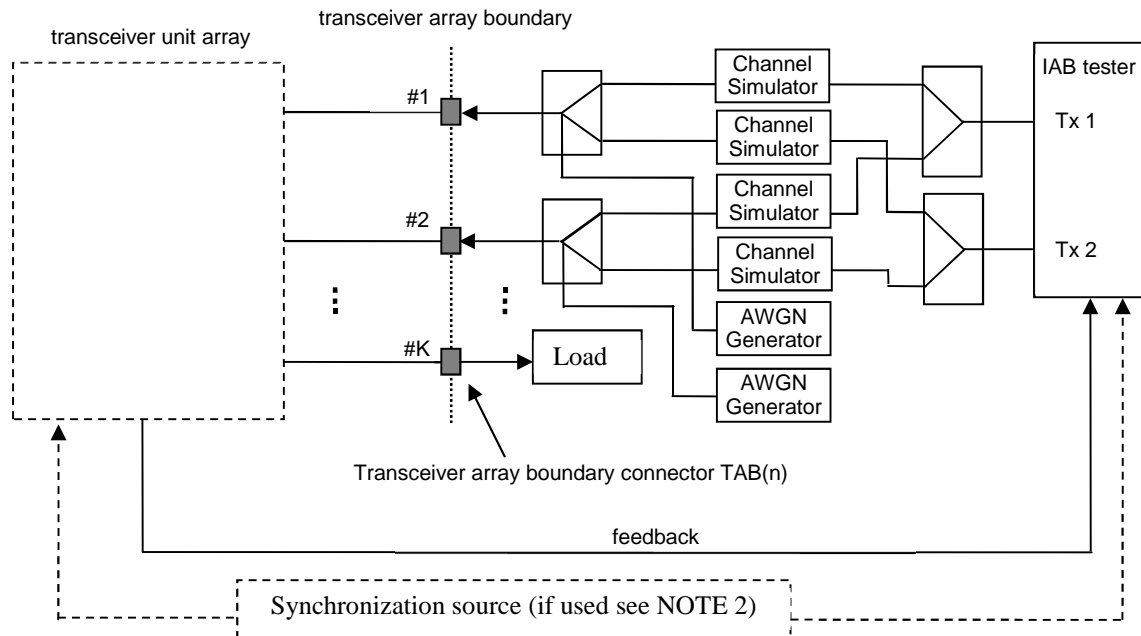 transceiver array boundary
transceiver unit array
#1
#2
#K
Channel
Simulator
Channel
Simulator
Channel
Simulator
Channel
Simulator
AWGN
Generator
AWGN
Generator
Load
IAB tester
Tx 1
Tx 2
Transceiver array boundary connector TAB(n)
feedback
Synchronization source (if used see NOTE 2)